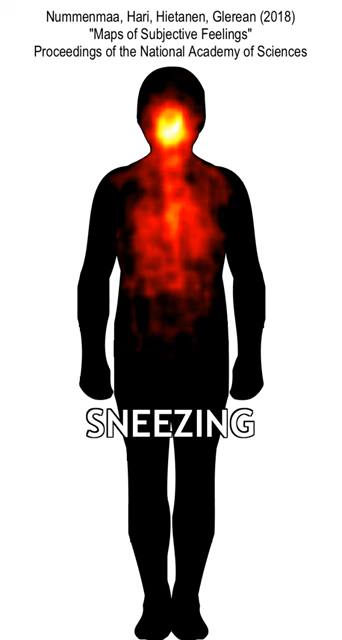 Nummenmaa, Hari, Hietanen, Glerean (2018)
"Maps of Subjective Feelings"
Proceedings of the National Academy of Sciences
SNEEZING